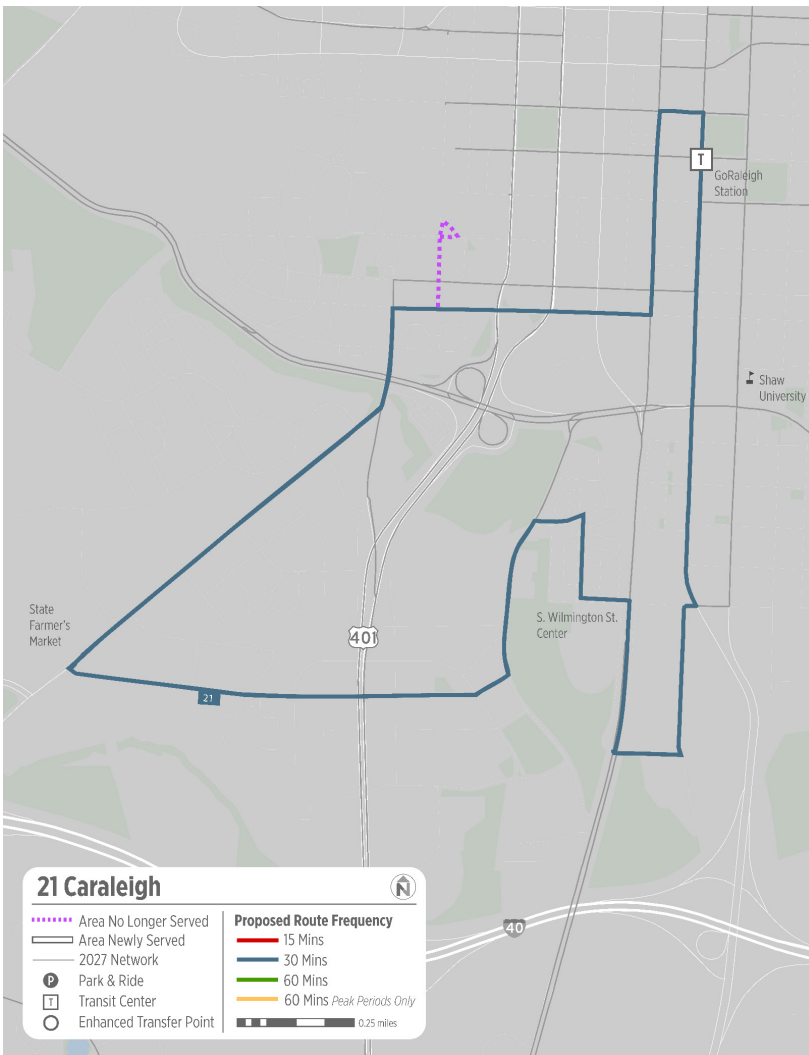 T
GoRaleigh
Station
Shaw
University
State
Farmer's
Market
S. Wilmington St.
Center
401
21
40
21 Caraleigh
N
Area No Longer Served
Area Newly Served
2027 Network
P Park & Ride
T Transit Center
Enhanced Transfer Point
Proposed Route Frequency
15 Mins
30 Mins
60 Mins
60 Mins Peak Periods Only
0.25 miles